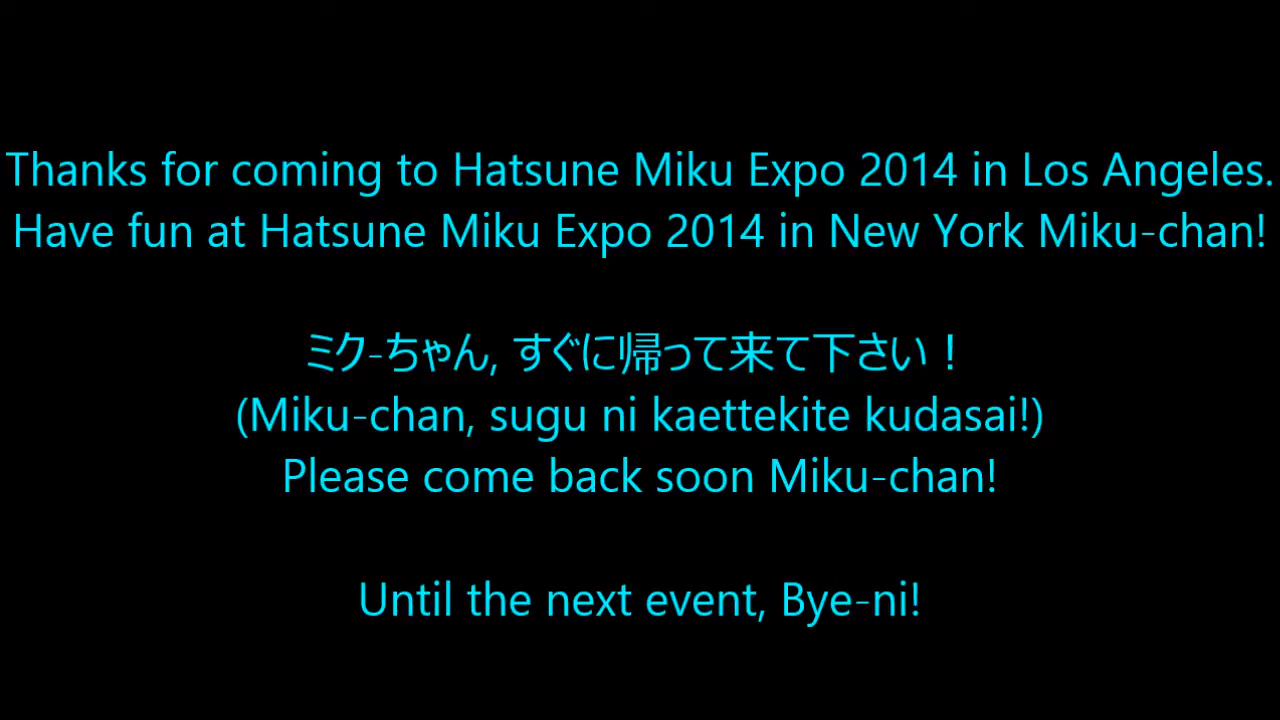 Thanks for coming to Hatsune Miku Expo 2014 in Los Angeles.
Have fun at Hatsune Miku Expo 2014 in New York Miku-chan!
ミク-ちゃん, すぐに帰って来て下さい！
(Miku-chan, sugu ni kaettekite kudasai!)
Please come back soon Miku-chan!
Until the next event, Bye-ni!